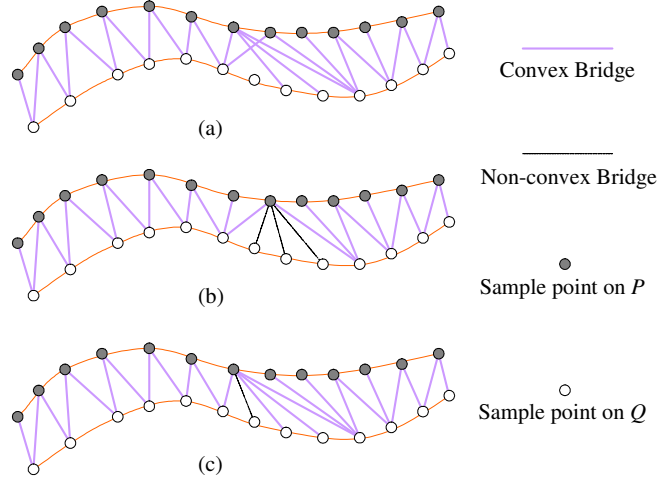 Convex Bridge
(a)
Non-convex Bridge
(b)
Sample point on P
Sample point on Q
(c)